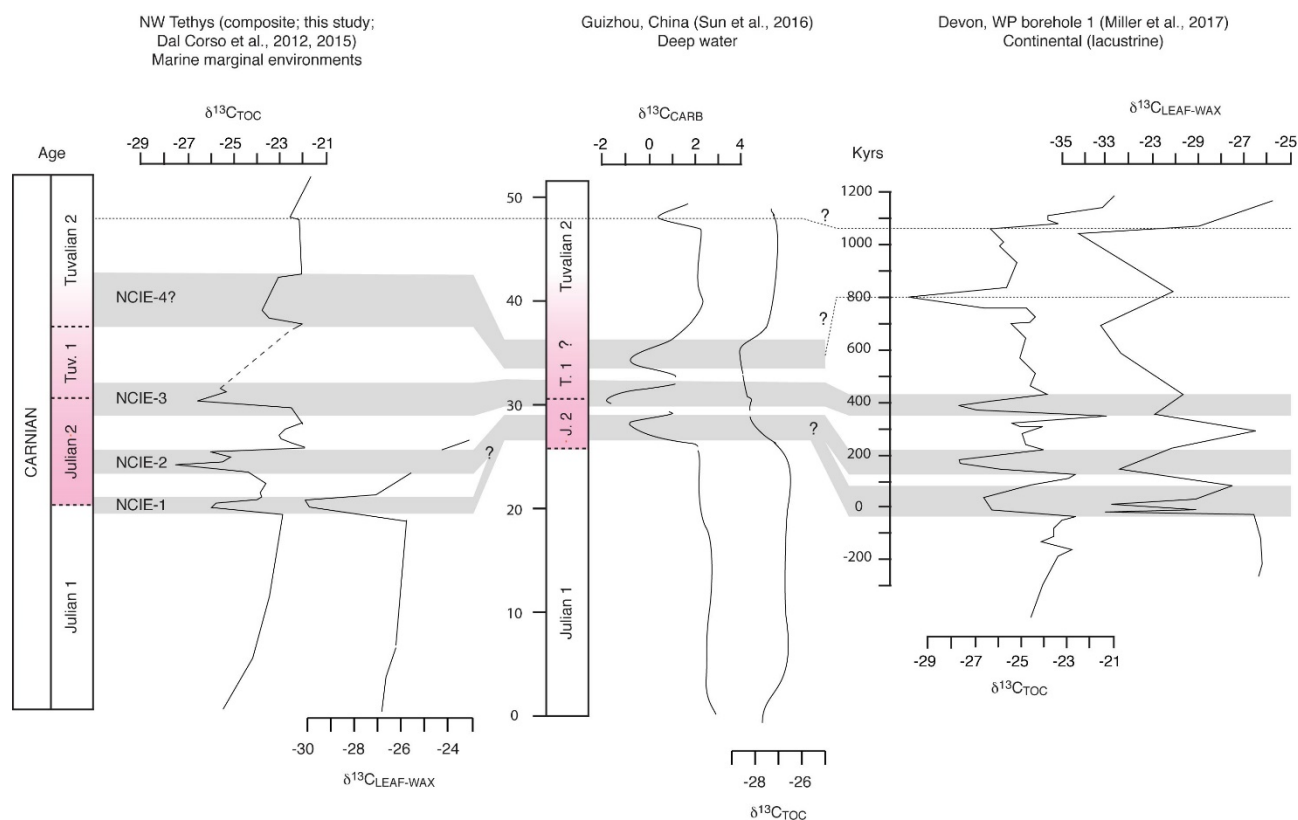 NW Tethys (composite; this study;
Dal Corso et al., 2012, 2015)
Marine marginal environments
Guizhou, China (Sun et al., 2016)
Deep water
Devon, WP borehole 1 (Miller et al., 2017)
Continental (lacustrine)
δ13CTOC
-29 -27 -25 -23 -21
δ13CCARB
-2 0 2 4
δ13CLEAF-WAX
-35 -33 -29 -27 -25
Age
Kyrs
CARNIAN
Tuvalian 2
Tuv. 1
Julian 2
Julian 1
NCIE-4?
NCIE-3
NCIE-2
NCIE-1
?
50
40
30
20
10
0
Tuvalian 2
T. 1 ?
J. 2
Julian 1
?
?
?
1200
1000
800
600
400
200
0
-200
-30 -28 -26 -24
δ13CLEAF-WAX
-28 -26
δ13CTOC
-29 -27 -25 -23 -21
δ13CTOC